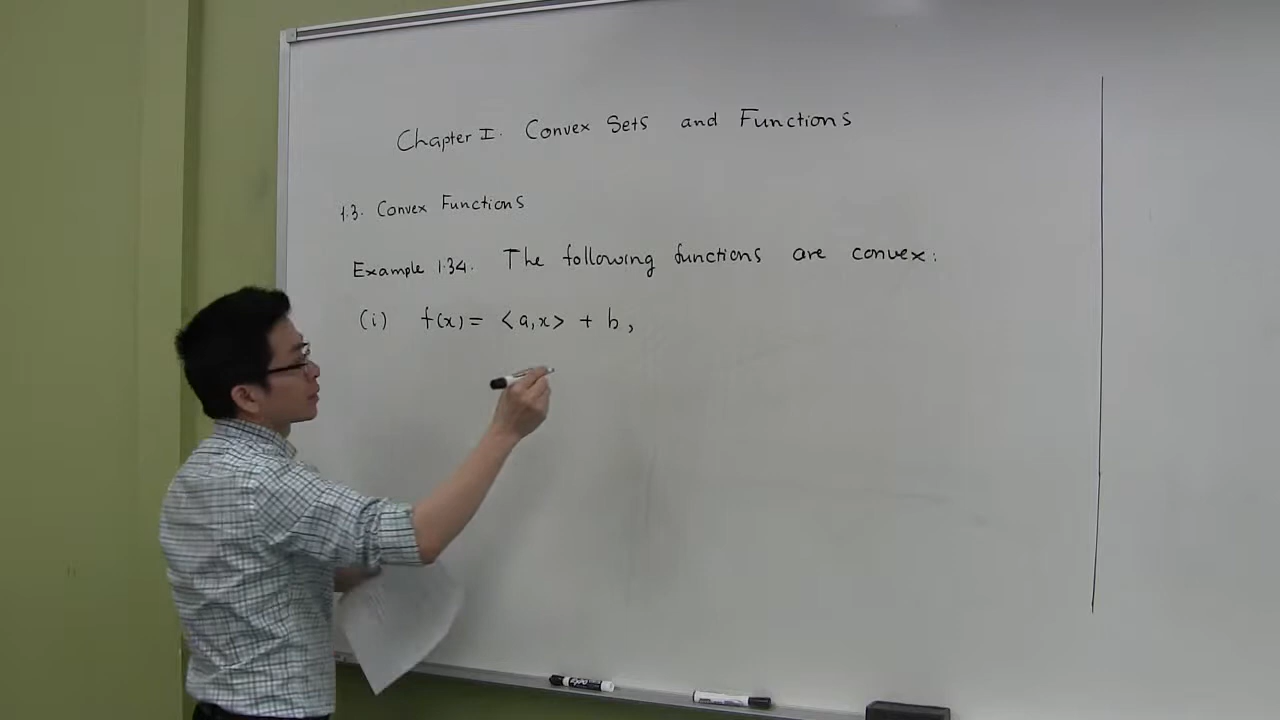 Chapter I. Convex Sets and Functions
1.3. Convex Functions
Example 1.34. The following functions are convex:
(i) f(x) = <a,x> + b,